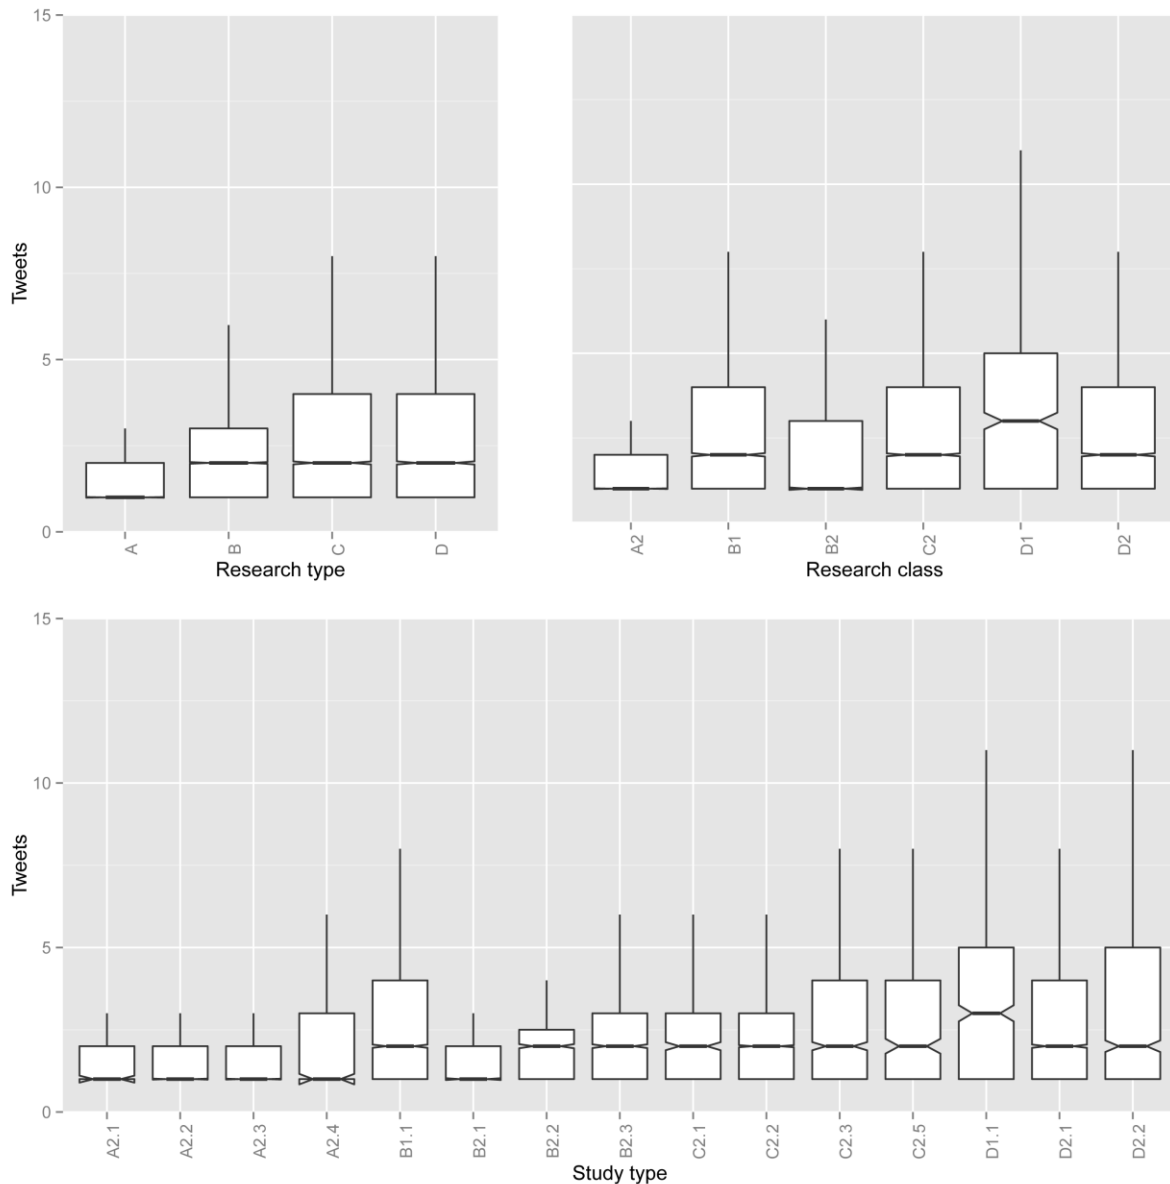 15
10
5
0
Tweets
A B C D
Research type
A2 B1 B2 C2 D1 D2
Research class
15
10
5
0
Tweets
A2.1 A2.2 A2.3 A2.4 B1.1 B2.1 B2.2 B2.3 C2.1 C2.2 C2.3 C2.5 D1.1 D2.1 D2.2
Study type